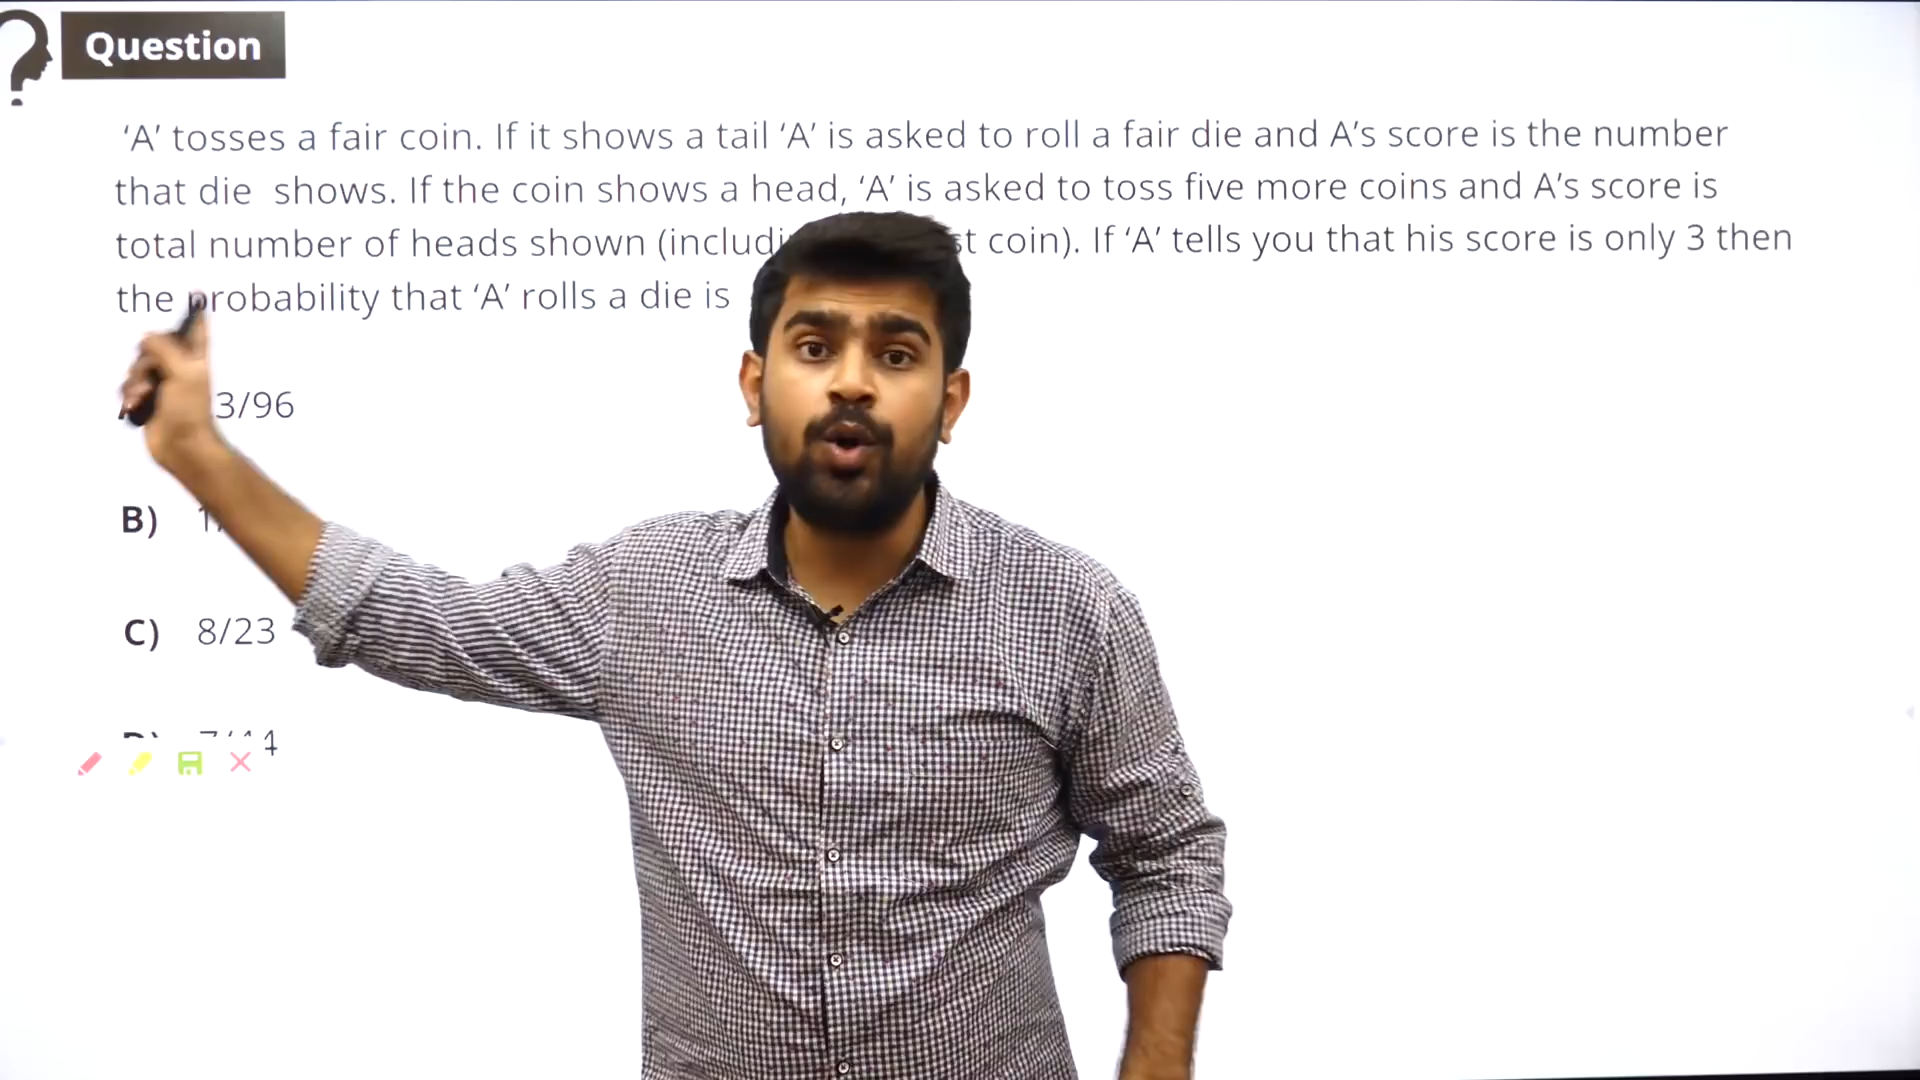 Question
‘A’ tosses a fair coin. If it shows a tail ‘A’ is asked to roll a fair die and A’s score is the number
that die shows. If the coin shows a head, ‘A’ is asked to toss five more coins and A’s score is
total number of heads shown (includi st coin). If ‘A’ tells you that his score is only 3 then
the probability that ‘A’ rolls a die is
3/96
B)
C) 8/23